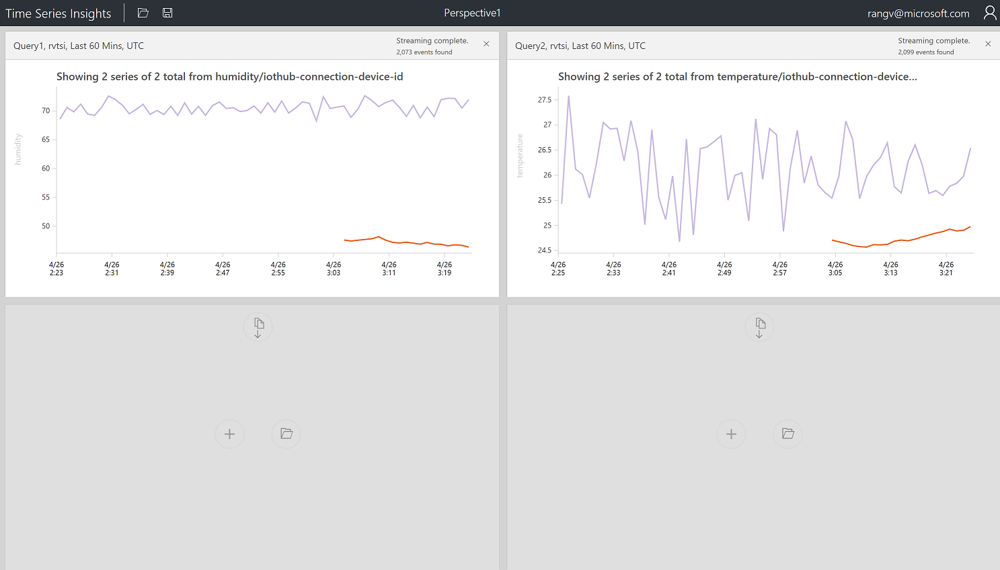 Time Series Insights
Perspective1
rangv@microsoft.com
Query1, rvtsi, Last 60 Mins, UTC
Streaming complete.
2,073 events found
Showing 2 series of 2 total from humidity/iothub-connection-device-id
humidity
70
65
60
55
50
4/26 4/26 4/26 4/26 4/26 4/26 4/26 4/26
2:23 2:31 2:39 2:47 2:55 3:03 3:11 3:19
Query2, rvtsi, Last 60 Mins, UTC
Streaming complete.
2,099 events found
Showing 2 series of 2 total from temperature/iothub-connection-device...
temperature
27.5
27
26.5
26
25.5
25
24.5
4/26 4/26 4/26 4/26 4/26 4/26 4/26 4/26
2:25 2:33 2:41 2:49 2:57 3:05 3:13 3:21